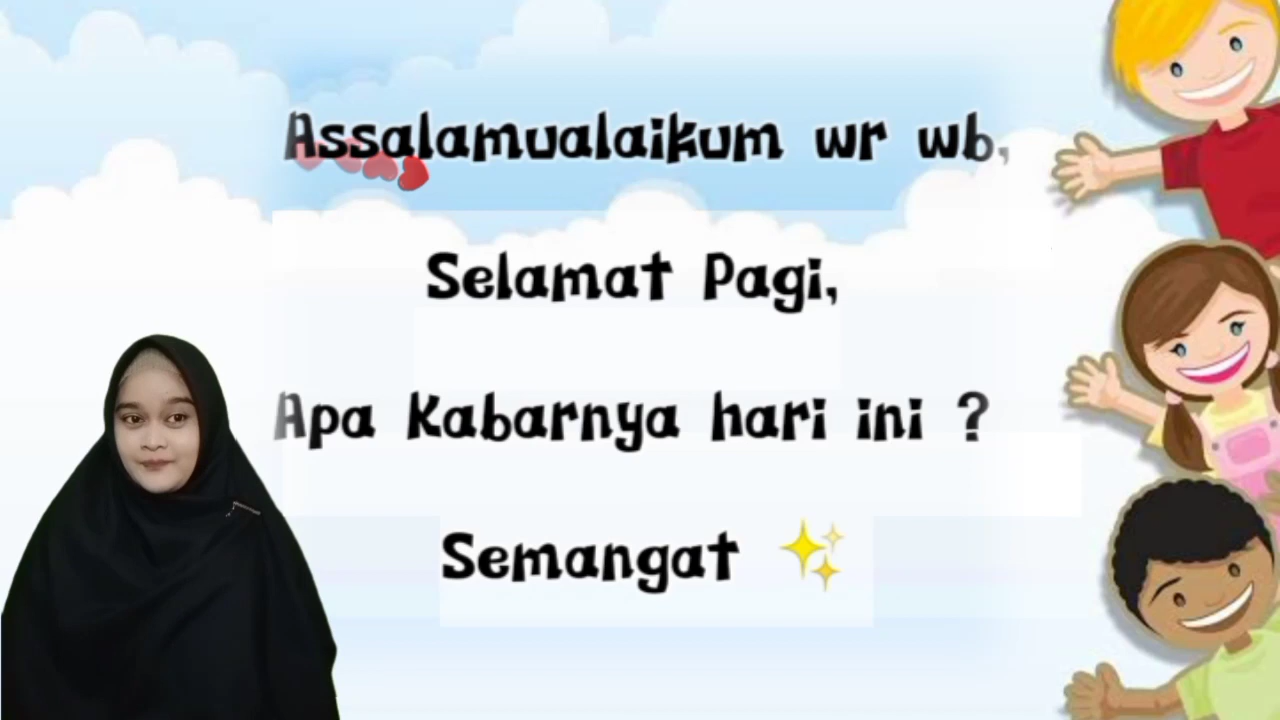 Assalamualaikum wr wb,
Selamat Pagi,
Apa Kabarnya hari ini ?
Semangat ✨